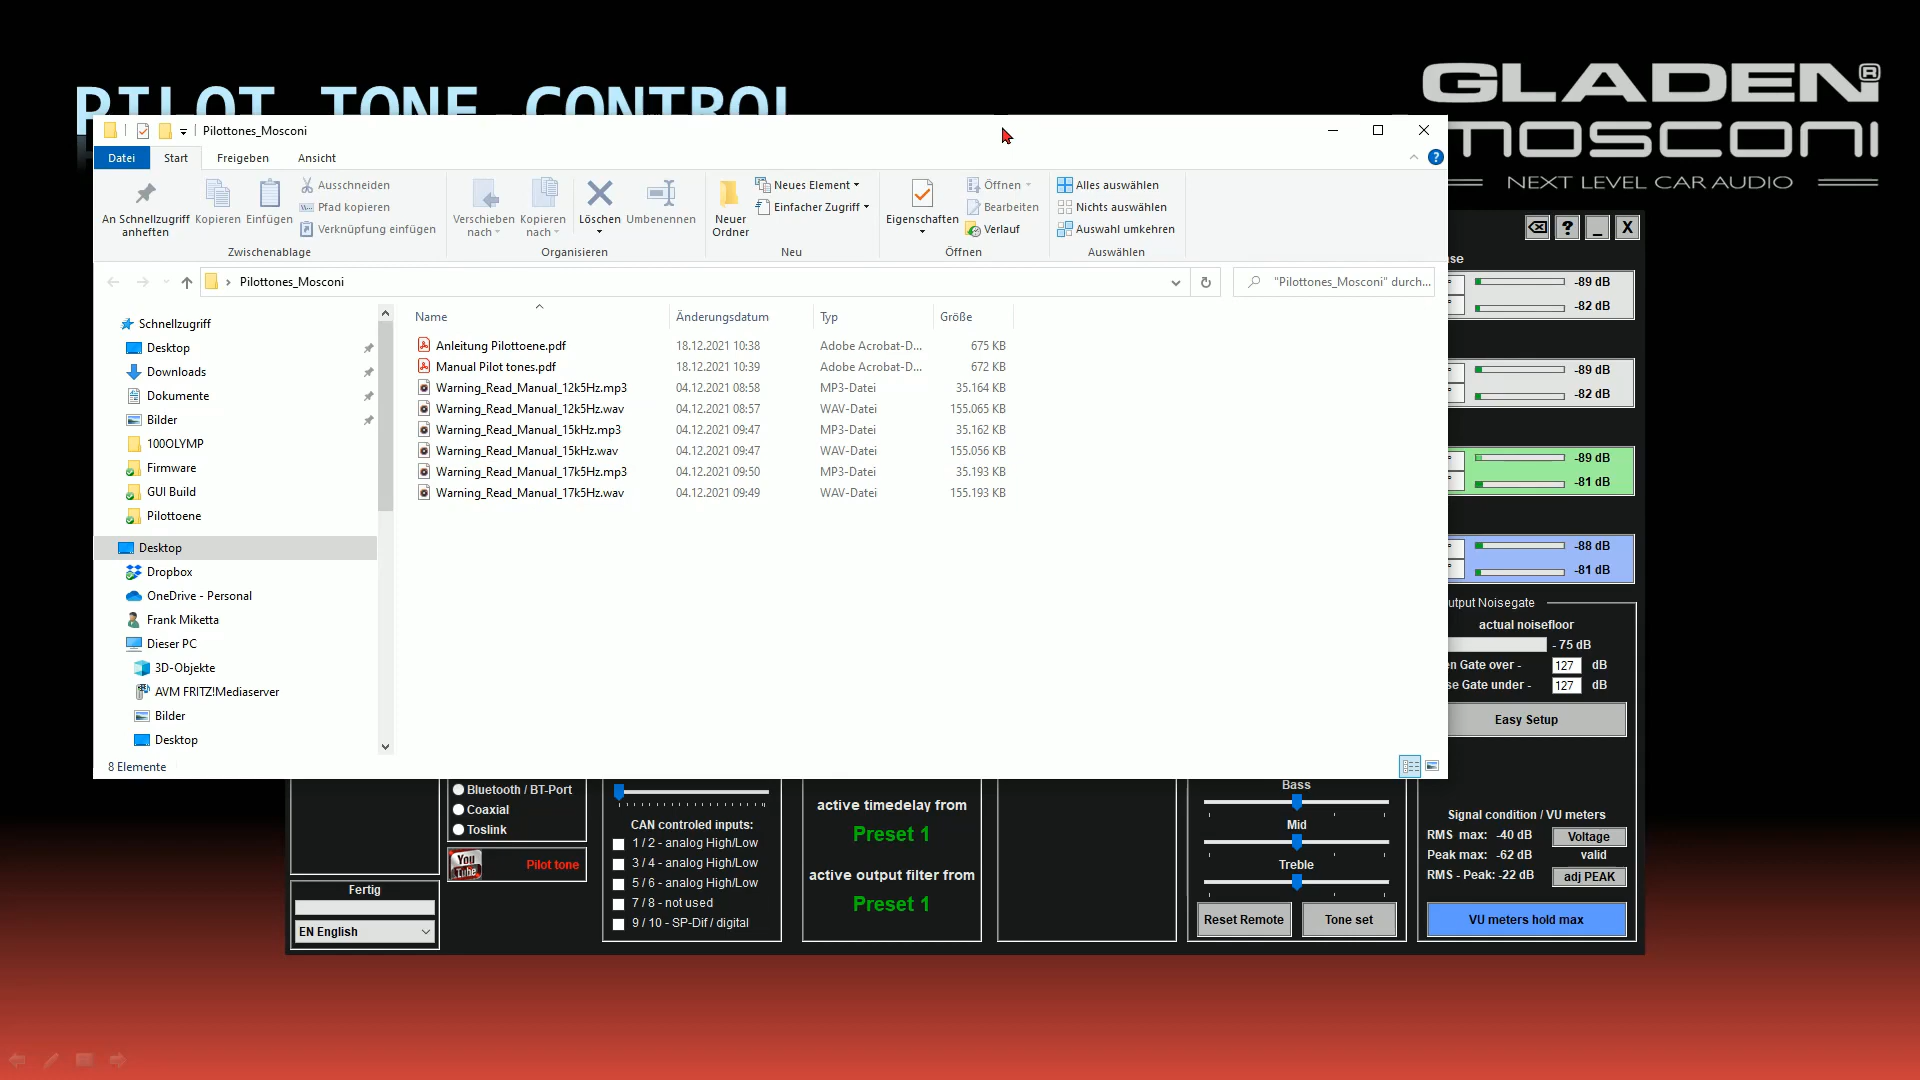 PILOT TONE CONTROL
GLADEN®
MOSCONI
NEXT LEVEL CAR AUDIO
Pilottones_Mosconi
Datei
Start
Freigeben
Ansicht
An Schnellzugriff
anheften
Kopieren
Einfügen
Ausschneiden
Pfad kopieren
Verknüpfung einfügen
Zwischenablage
Verschieben
nach
Kopieren
nach
Löschen
Umbenennen
Organisieren
Neuer
Ordner
Neues Element
Einfacher Zugriff
Neu
Eigenschaften
Öffnen
Bearbeiten
Verlauf
Öffnen
Alles auswählen
Nichts auswählen
Auswahl umkehren
Auswählen
Pilottones_Mosconi
"Pilottones_Mosconi" durch...
Schnellzugriff
Desktop
Downloads
Dokumente
Bilder
100OLYMP
Firmware
GUI Build
Pilottoene
Desktop
Dropbox
OneDrive - Personal
Frank Miketta
Dieser PC
3D-Objekte
AVM FRITZ!Mediaserver
Bilder
Desktop
Name Änderungsdatum Typ Größe
Anleitung Pilottoene.pdf 18.12.2021 10:38 Adobe Acrobat-D... 675 KB
Manual Pilot tones.pdf 18.12.2021 10:39 Adobe Acrobat-D... 672 KB
Warning_Read_Manual_12k5Hz.mp3 04.12.2021 08:58 MP3-Datei 35.164 KB
Warning_Read_Manual_12k5Hz.wav 04.12.2021 08:57 WAV-Datei 155.065 KB
Warning_Read_Manual_15kHz.mp3 04.12.2021 09:47 MP3-Datei 35.162 KB
Warning_Read_Manual_15kHz.wav 04.12.2021 09:47 WAV-Datei 155.056 KB
Warning_Read_Manual_17k5Hz.mp3 04.12.2021 09:50 MP3-Datei 35.193 KB
Warning_Read_Manual_17k5Hz.wav 04.12.2021 09:49 WAV-Datei 155.193 KB
8 Elemente
? _ X
se
-89 dB
-82 dB
-89 dB
-82 dB
-89 dB
-81 dB
-88 dB
-81 dB
utput Noisegate
actual noisefloor
- 75 dB
en Gate over - 127 dB
se Gate under - 127 dB
Easy Setup
Signal condition / VU meters
RMS max: -40 dB Voltage
Peak max: -62 dB valid
RMS - Peak: -22 dB adj PEAK
VU meters hold max
Fertig
EN English
Bluetooth / BT-Port
Coaxial
Toslink
You
Tube
Pilot tone
CAN controled inputs:
1 / 2 - analog High/Low
3 / 4 - analog High/Low
5 / 6 - analog High/Low
7 / 8 - not used
9 / 10 - SP-Dif / digital
active timedelay from
Preset 1
active output filter from
Preset 1
Bass
Mid
Treble
Reset Remote
Tone set